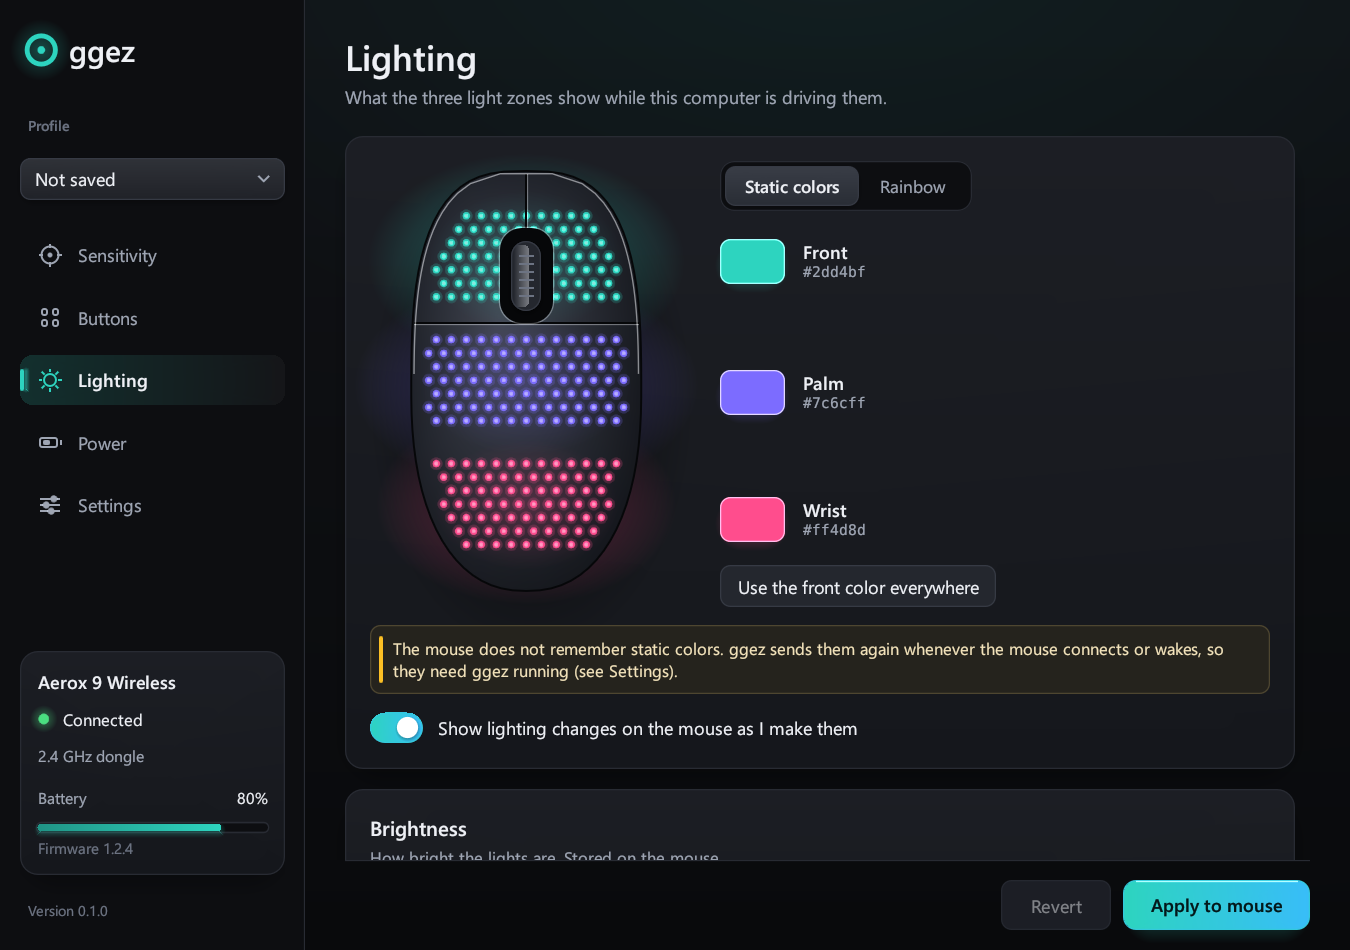 ggez
Profile
Not saved
Sensitivity
Buttons
Lighting
Power
Settings
Aerox 9 Wireless
Connected
2.4 GHz dongle
Battery 80%
Firmware 1.2.4
Version 0.1.0
Lighting
What the three light zones show while this computer is driving them.
Static colors Rainbow
Front
#2dd4bf
Palm
#7c6cff
Wrist
#ff4d8d
Use the front color everywhere
The mouse does not remember static colors. ggez sends them again whenever the mouse connects or wakes, so
they need ggez running (see Settings).
Show lighting changes on the mouse as I make them
Brightness
How bright the lights are. Stored on the mouse.
Revert Apply to mouse